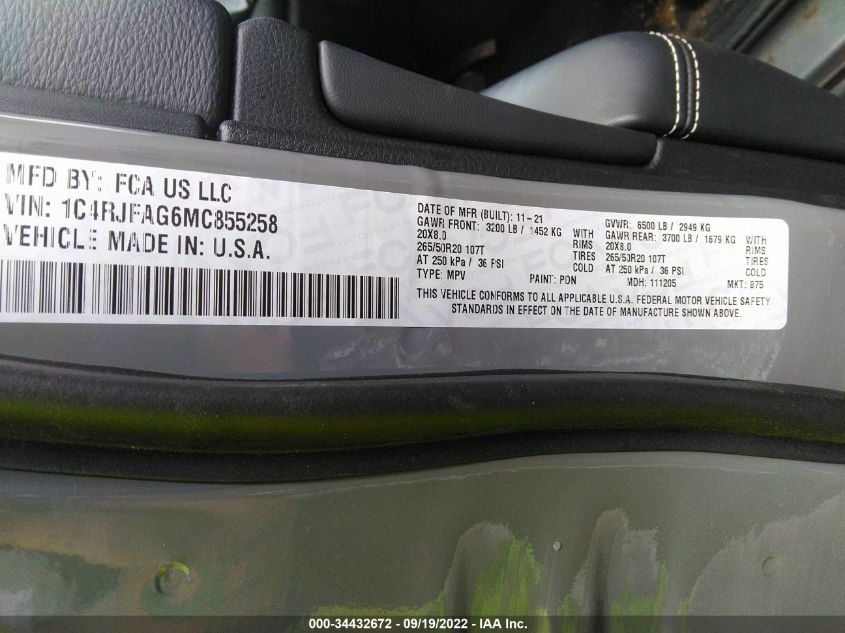 MFD BY: FCA US LLC
VIN: 1C4RJFAG6MC855258
VEHICLE MADE IN: U.S.A.
DATE OF MFR (BUILT): 11-21
GAWR FRONT: 3200 LB / 1452 KG WITH
20X8.0 RIMS
265/50R20 107T TIRES
AT 250 kPa / 36 PSI COLD
TYPE: MPV
GVWR: 6500 LB / 2949 KG
GAWR REAR: 3700 LB / 1679 KG WITH
20X8.0 RIMS
265/50R20 107T TIRES
AT 250 kPa / 36 PSI COLD
PAINT: PDN MDH: 111205 MKT: 875
THIS VEHICLE CONFORMS TO ALL APPLICABLE U.S.A. FEDERAL MOTOR VEHICLE SAFETY
STANDARDS IN EFFECT ON THE DATE OF MANUFACTURE SHOWN ABOVE.
000-34432672 / 09/19/2022 - IAA Inc.